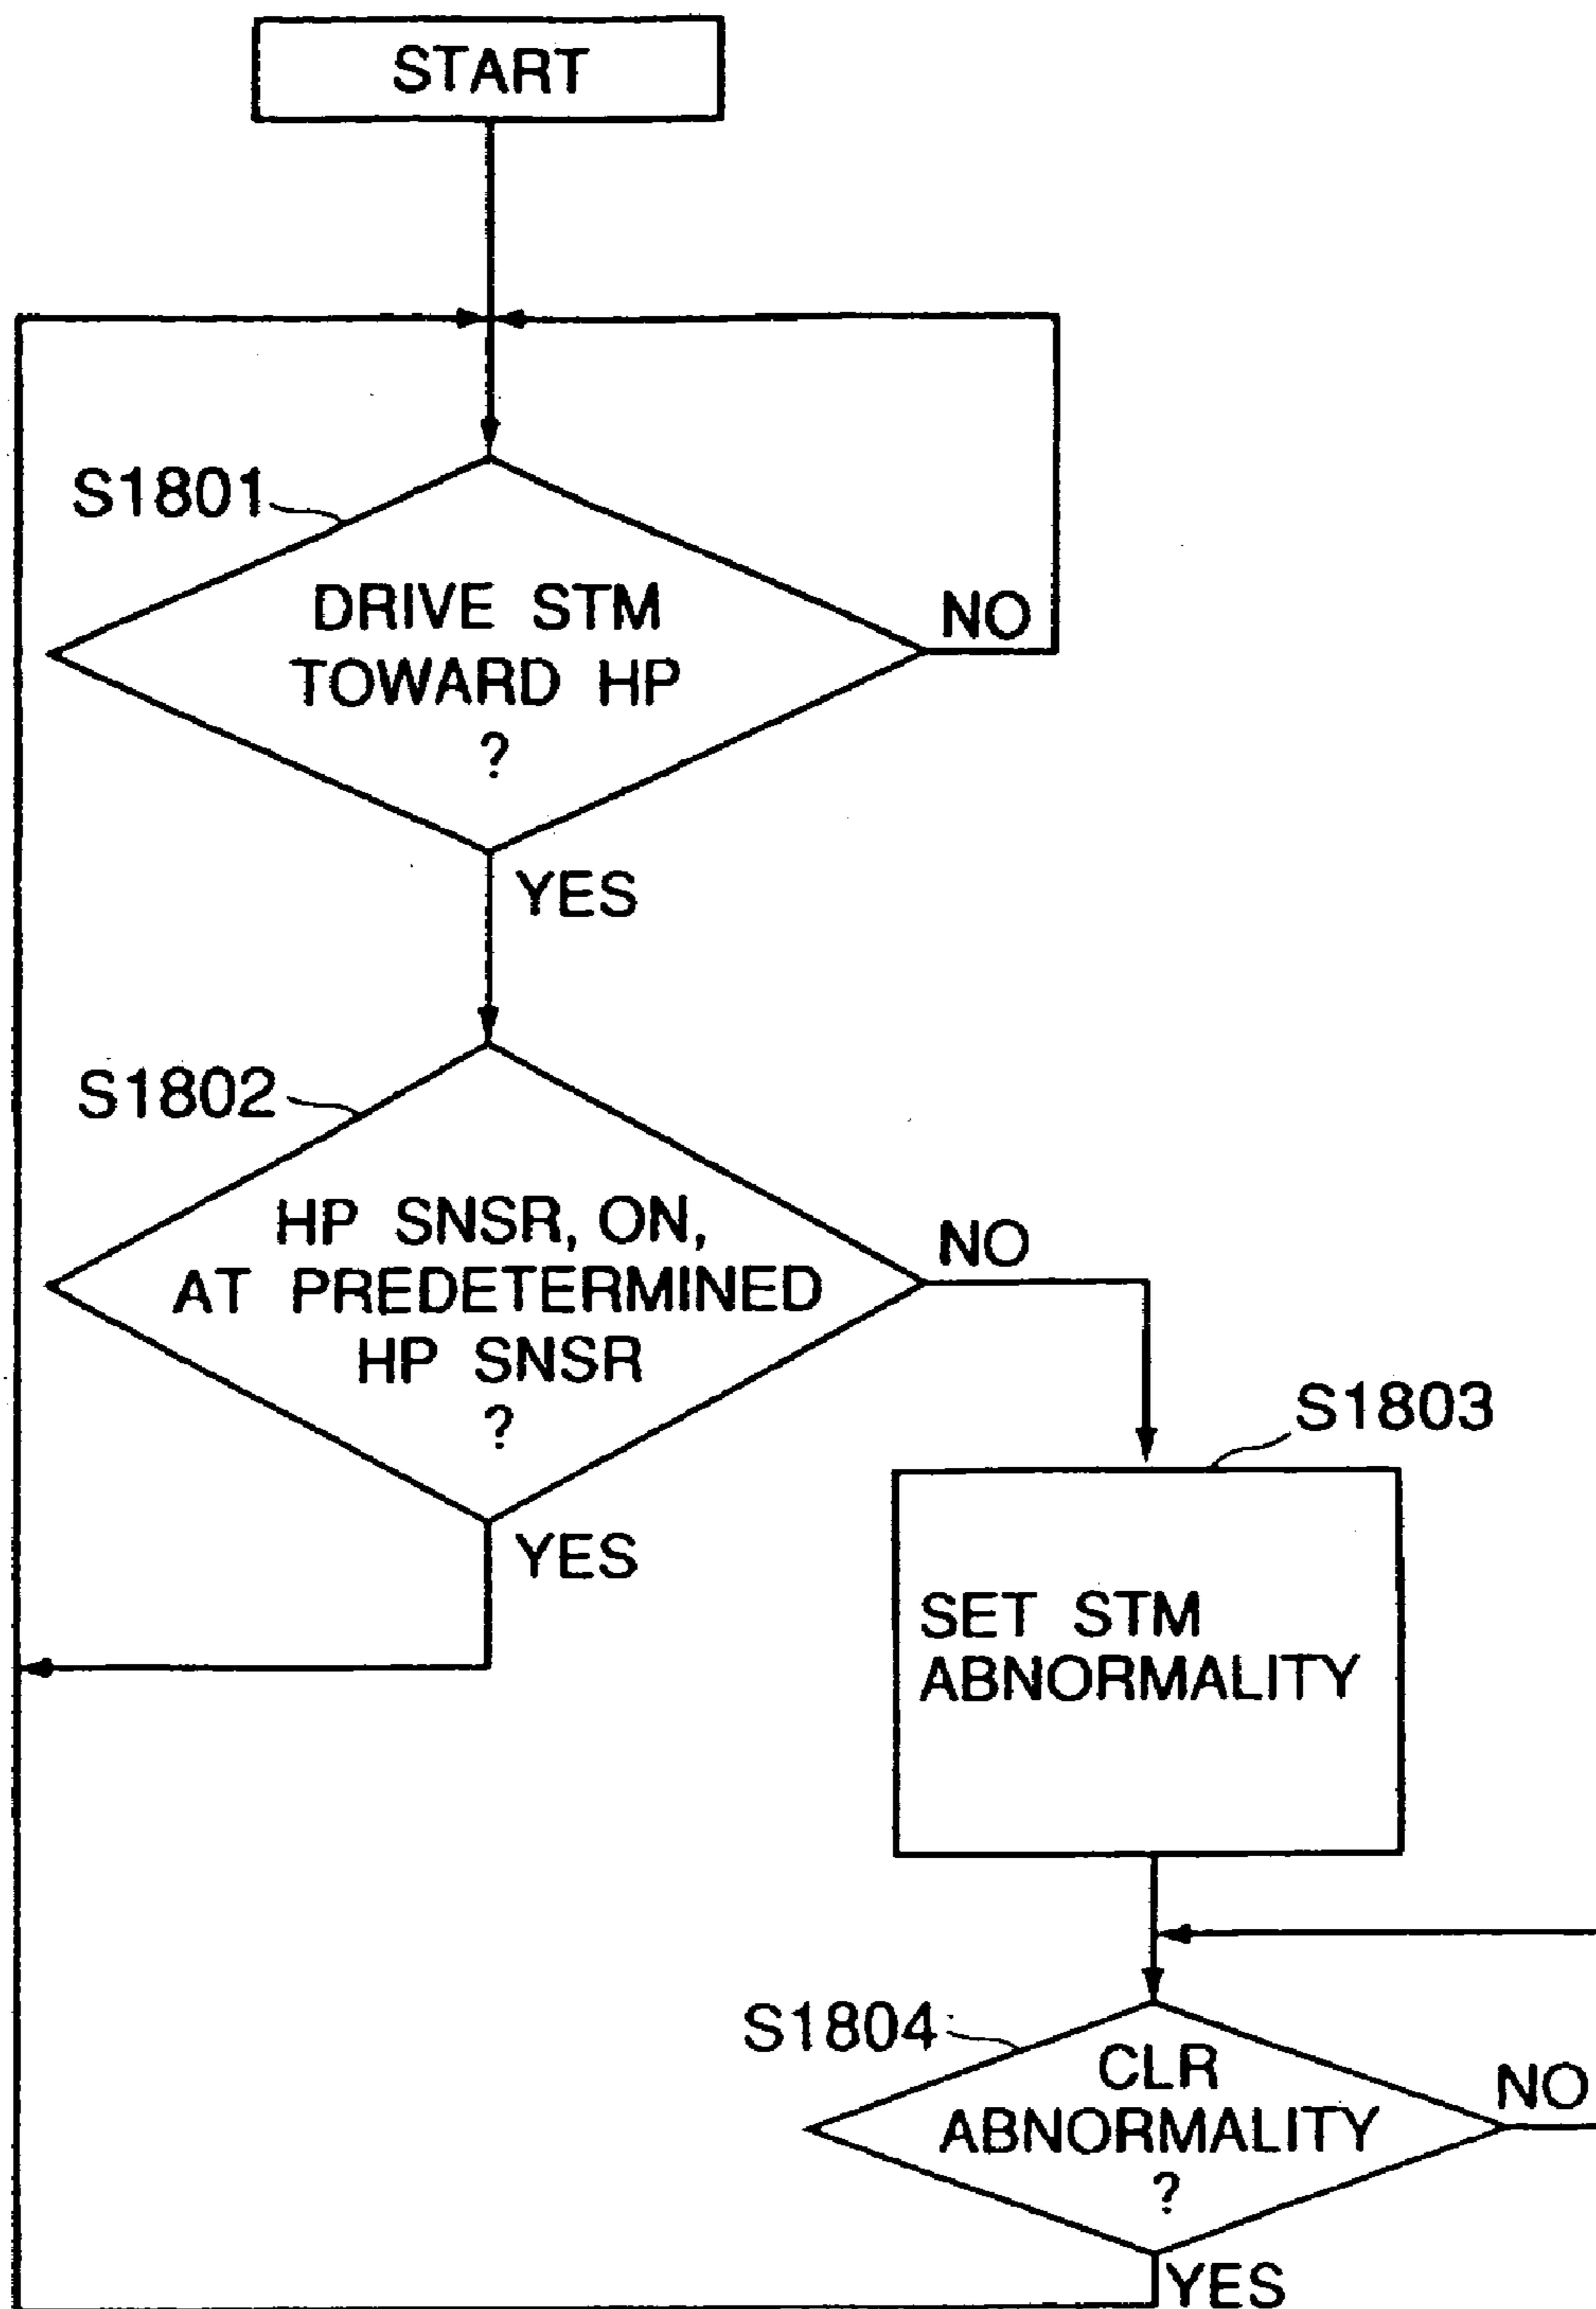 START
S1801
DRIVE STM
TOWARD HP
?
NO
YES
S1802
HP SNSR, ON,
AT PREDETERMINED
HP SNSR
?
NO
YES
S1803
SET STM
ABNORMALITY
S1804
CLR
ABNORMALITY
?
NO
YES